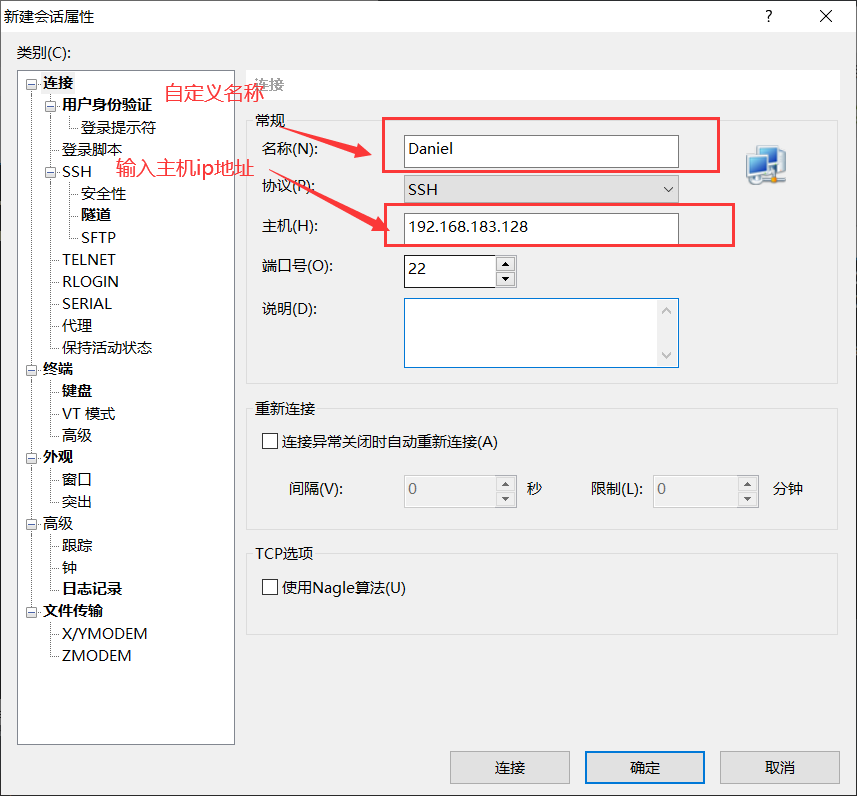 新建会话属性
?
类别(C):
连接
用户身份验证
登录提示符
登录脚本
SSH
安全性
隧道
SFTP
TELNET
RLOGIN
SERIAL
代理
保持活动状态
终端
键盘
VT 模式
高级
外观
窗口
突出
高级
跟踪
钟
日志记录
文件传输
X/YMODEM
ZMODEM
自定义名称
输入主机ip地址
连接
常规
名称(N):
Daniel
协议(P):
SSH
主机(H):
192.168.183.128
端口号(O):
22
说明(D):
重新连接
连接异常关闭时自动重新连接(A)
间隔(V): 0 秒 限制(L): 0 分钟
TCP选项
使用Nagle算法(U)
连接 确定 取消